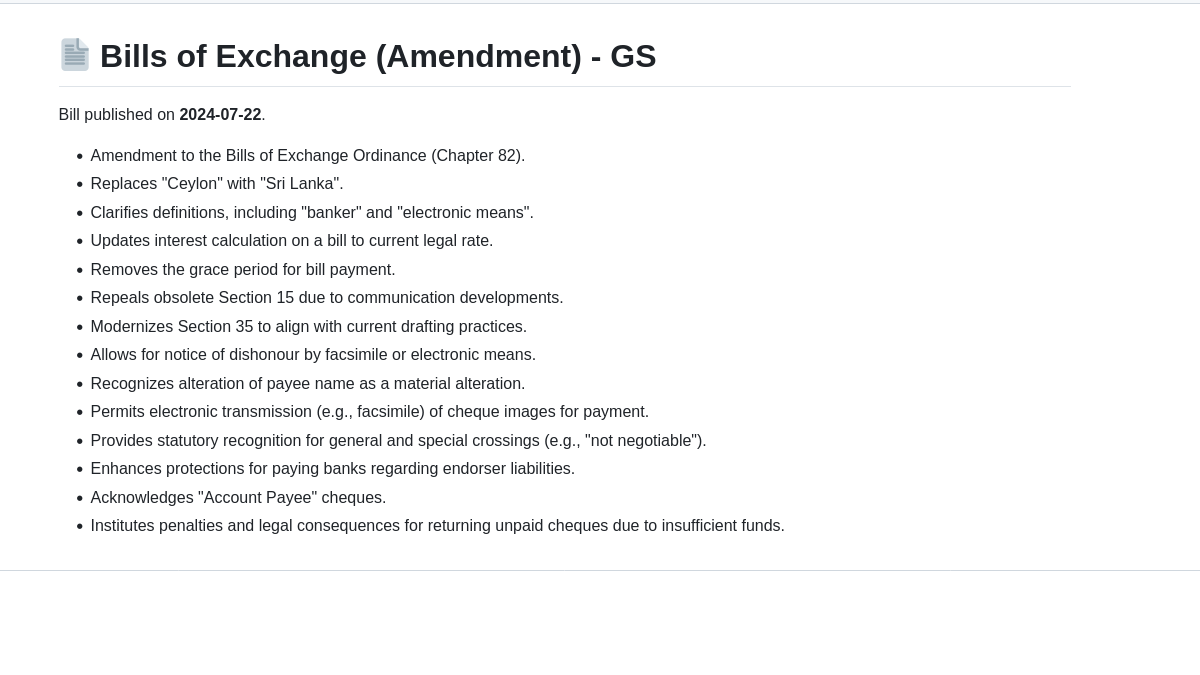 Bills of Exchange (Amendment) - GS
Bill published on 2024-07-22.
• Amendment to the Bills of Exchange Ordinance (Chapter 82).
• Replaces "Ceylon" with "Sri Lanka".
• Clarifies definitions, including "banker" and "electronic means".
• Updates interest calculation on a bill to current legal rate.
• Removes the grace period for bill payment.
• Repeals obsolete Section 15 due to communication developments.
• Modernizes Section 35 to align with current drafting practices.
• Allows for notice of dishonour by facsimile or electronic means.
• Recognizes alteration of payee name as a material alteration.
• Permits electronic transmission (e.g., facsimile) of cheque images for payment.
• Provides statutory recognition for general and special crossings (e.g., "not negotiable").
• Enhances protections for paying banks regarding endorser liabilities.
• Acknowledges "Account Payee" cheques.
• Institutes penalties and legal consequences for returning unpaid cheques due to insufficient funds.